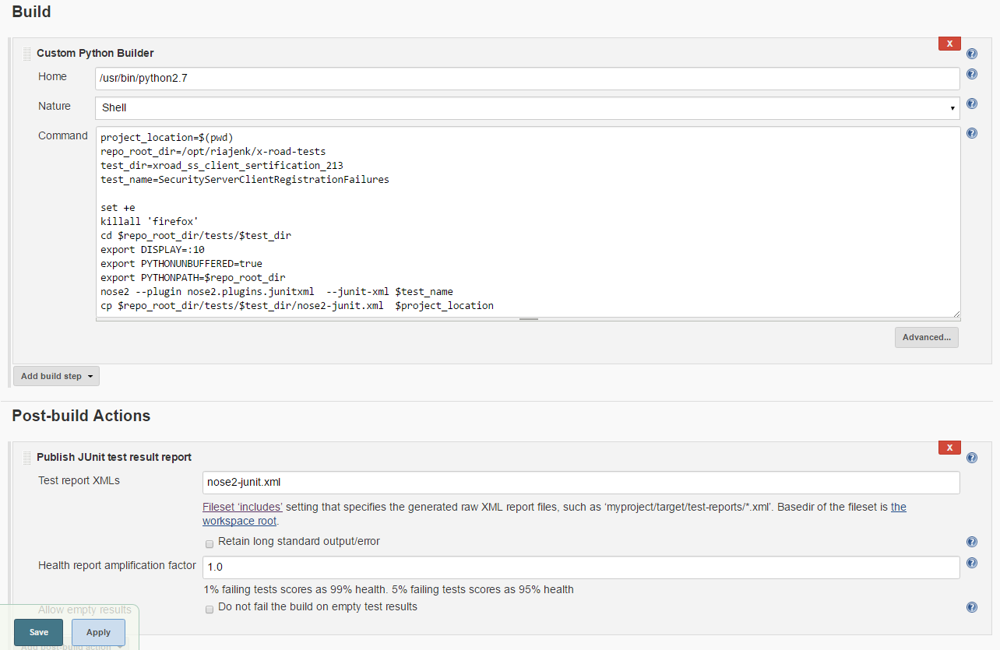 Build
X
Custom Python Builder
Home
/usr/bin/python2.7
Nature
Shell
Command
project_location=$(pwd)
repo_root_dir=/opt/riajenk/x-road-tests
test_dir=xroad_ss_client_sertification_213
test_name=SecurityServerClientRegistrationFailures
set +e
killall 'firefox'
cd $repo_root_dir/tests/$test_dir
export DISPLAY=:10
export PYTHONUNBUFFERED=true
export PYTHONPATH=$repo_root_dir
nose2 --plugin nose2.plugins.junitxml  --junit-xml $test_name
cp $repo_root_dir/tests/$test_dir/nose2-junit.xml  $project_location
Advanced...
Add build step
Post-build Actions
X
Publish JUnit test result report
Test report XMLs
nose2-junit.xml
Fileset ‘includes’ setting that specifies the generated raw XML report files, such as ‘myproject/target/test-reports/*.xml’. Basedir of the fileset is the
workspace root.
Retain long standard output/error
Health report amplification factor
1.0
1% failing tests scores as 99% health. 5% failing tests scores as 95% health
Allow empty results
Do not fail the build on empty test results
Save
Apply
Add post-build action